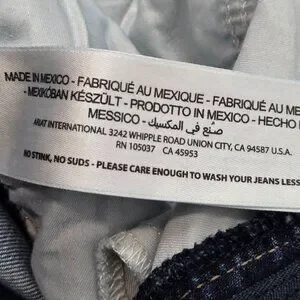 MADE IN MEXICO - FABRIQUÉ AU MEXIQUE - FABRIQUÉ AU ME
- MEXIKÓBAN KÉSZÜLT - PRODOTTO IN MEXICO - HECHO
MESSICO - صنع في المكسيك -
ARIAT INTERNATIONAL 3242 WHIPPLE ROAD UNION CITY, CA 94587 U.S.A.
RN 105037 CA 45953
NO STINK, NO SUDS - PLEASE CARE ENOUGH TO WASH YOUR JEANS LESS